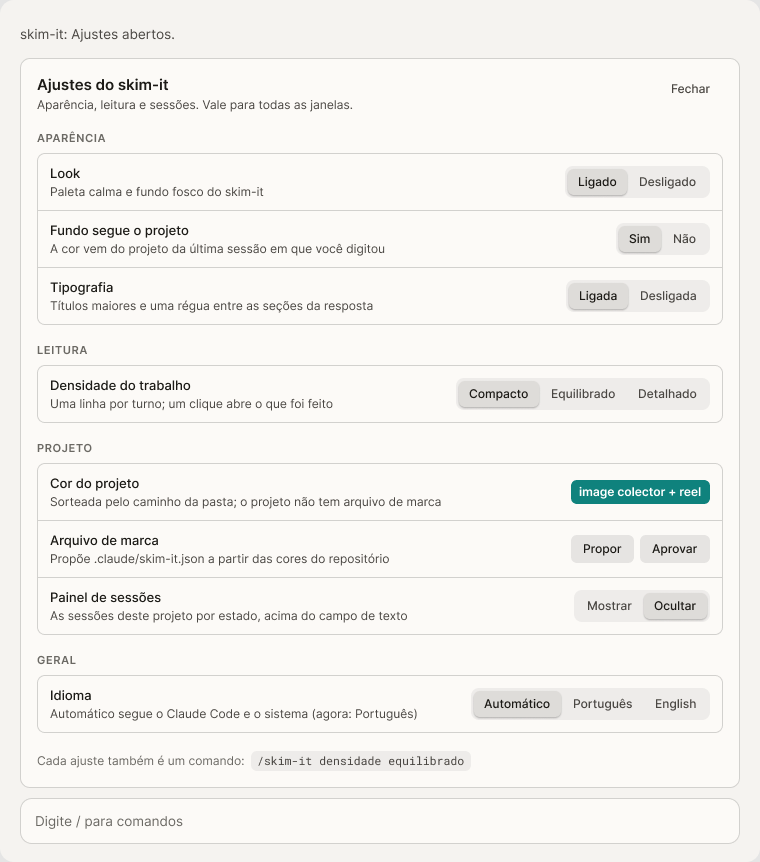 skim-it: Ajustes abertos.
Ajustes do skim-it
Fechar
Aparência, leitura e sessões. Vale para todas as janelas.
APARÊNCIA
Look
Paleta calma e fundo fosco do skim-it
Ligado Desligado
Fundo segue o projeto
A cor vem do projeto da última sessão em que você digitou
Sim Não
Tipografia
Títulos maiores e uma régua entre as seções da resposta
Ligada Desligada
LEITURA
Densidade do trabalho
Uma linha por turno; um clique abre o que foi feito
Compacto Equilibrado Detalhado
PROJETO
Cor do projeto
Sorteada pelo caminho da pasta; o projeto não tem arquivo de marca
image colector + reel
Arquivo de marca
Propõe .claude/skim-it.json a partir das cores do repositório
Propor Aprovar
Painel de sessões
As sessões deste projeto por estado, acima do campo de texto
Mostrar Ocultar
GERAL
Idioma
Automático segue o Claude Code e o sistema (agora: Português)
Automático Português English
Cada ajuste também é um comando: /skim-it densidade equilibrado
Digite / para comandos